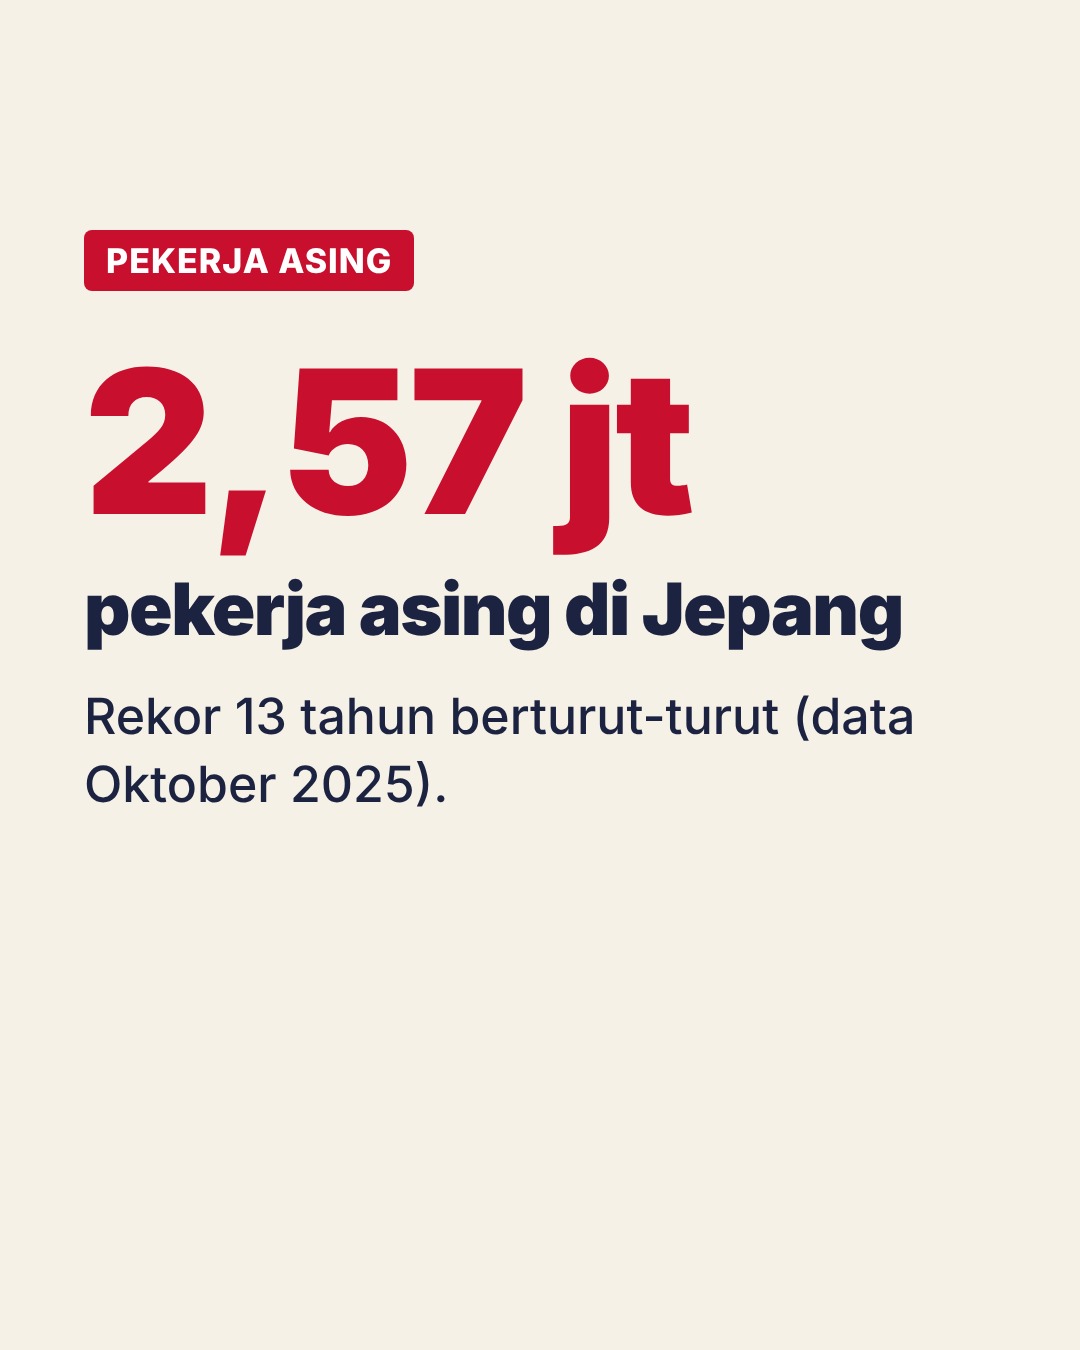 PEKERJA ASING
2,57 jt
pekerja asing di Jepang
Rekor 13 tahun berturut-turut (data
Oktober 2025).